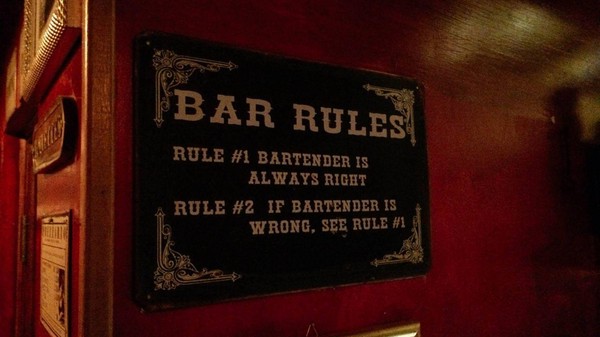 BAR RULES
RULE #1 BARTENDER IS
ALWAYS RIGHT
RULE #2 IF BARTENDER IS
WRONG, SEE RULE #1